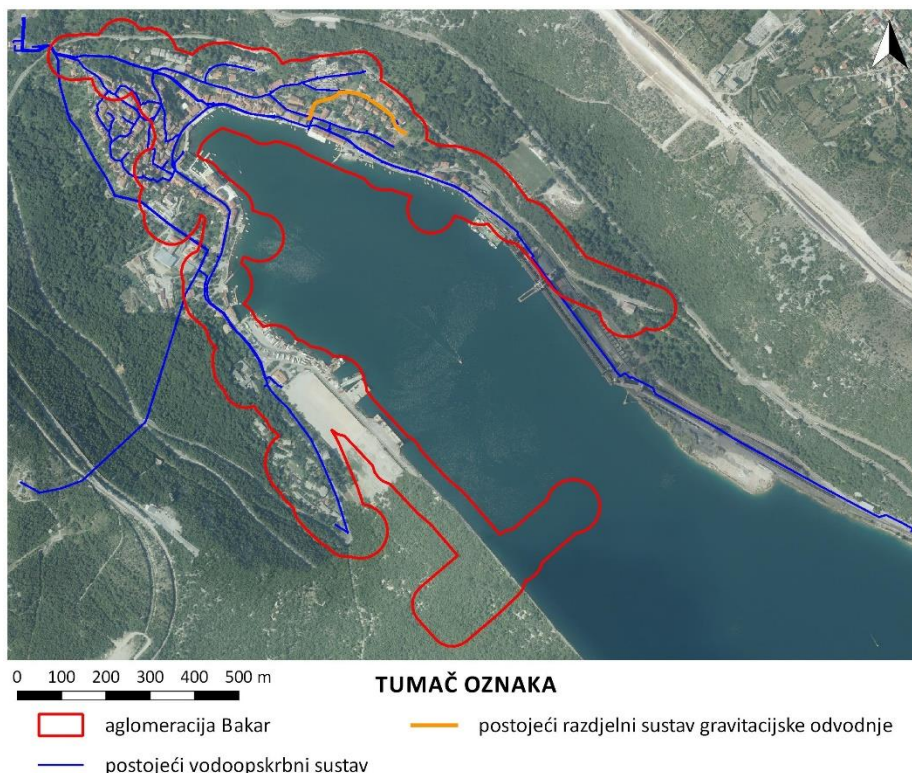 0 100 200 300 400 500 m
TUMAČ OZNAKA
aglomeracija Bakar
postojeći razdjelni sustav gravitacijske odvodnje
postojeći vodoopskrbni sustav